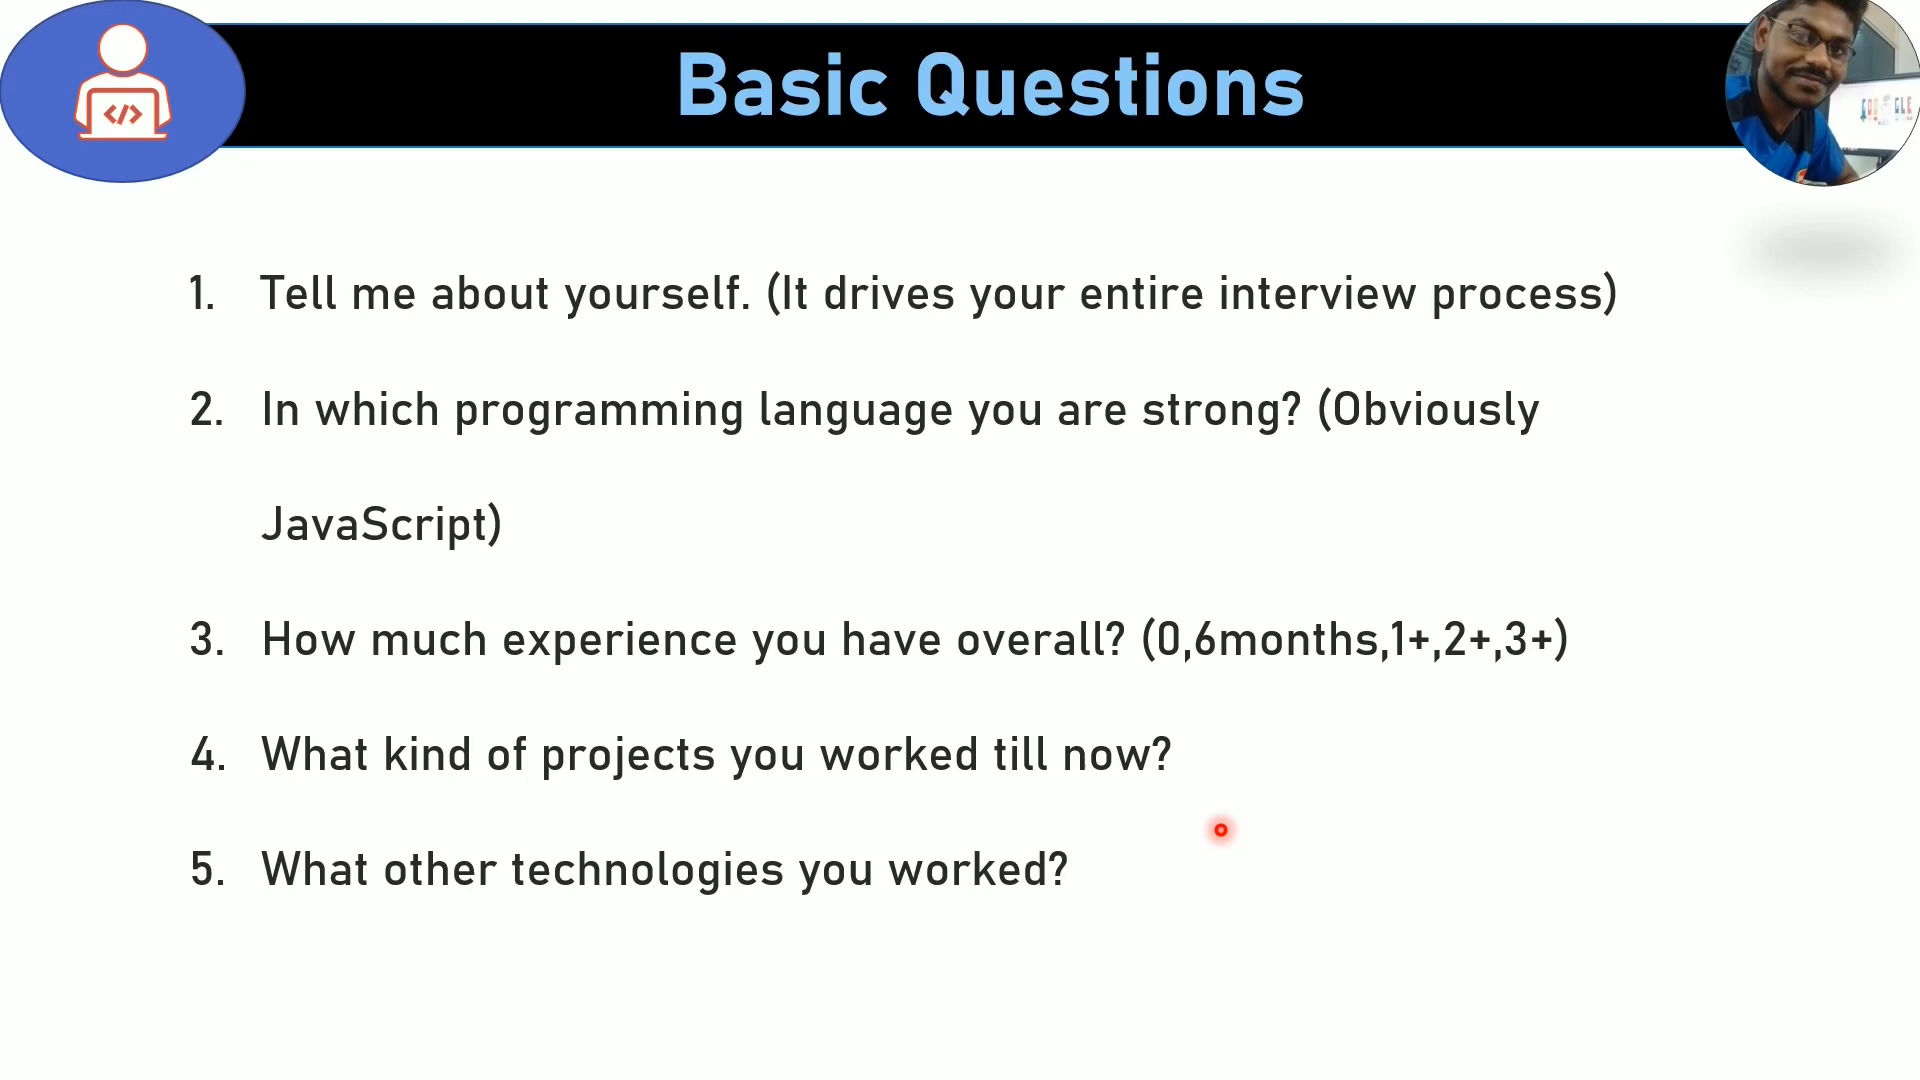 Basic Questions
</>
1. Tell me about yourself. (It drives your entire interview process)
2. In which programming language you are strong? (Obviously
JavaScript)
3. How much experience you have overall? (0,6months,1+,2+,3+)
4. What kind of projects you worked till now?
5. What other technologies you worked?